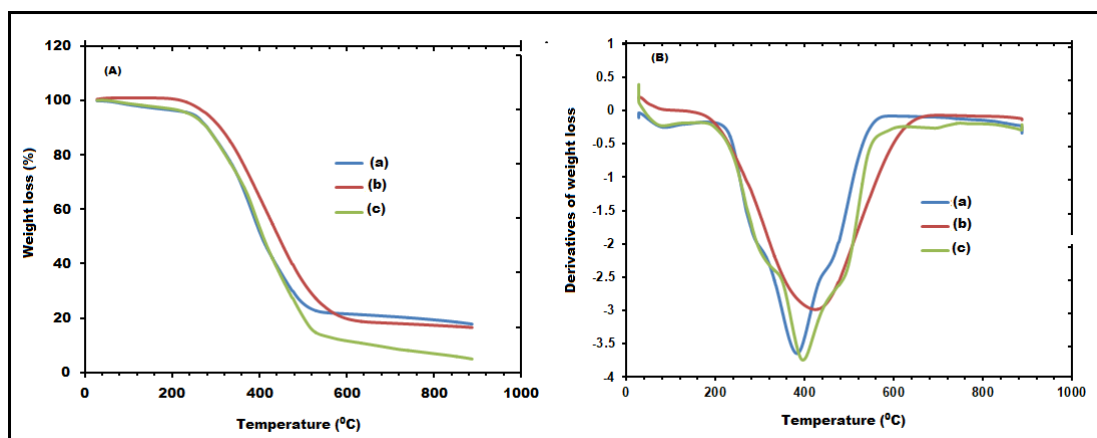 120
100
80
60
40
20
0
(A)
(a)
(b)
(c)
Weight loss (%)
0 200 400 600 800 1000
Temperature (⁰C)
1
0.5
0
-0.5
-1
-1.5
-2
-2.5
-3
-3.5
-4
(B)
(a)
(b)
(c)
Derivatives of weight loss
0 200 400 600 800 1000
Temperature (⁰C)